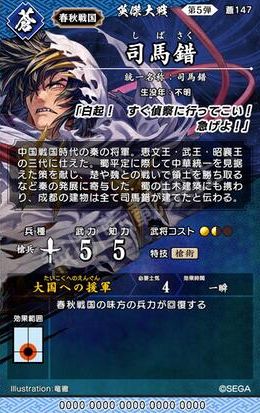 蒼
春秋戦国
英傑大戦
第5弾
蒼147
しばさく
司馬錯
統一名称:司馬錯
生没年:不明
「白起! すぐ偵察に行ってこい!
急げよ!」
中国戦国時代の秦の将軍。恵文王・武王・昭襄王
の三代に仕えた。蜀平定に際して中華統一を見据
えた策を献じ、楚や魏との戦いで領土を勝ち取る
など秦の発展に寄与した。蜀の土木建築にも携わ
り、成都の建物は全て司馬錯が建てたと伝わる。
兵種
武力
知力
武将コスト
槍兵
5
5
特技
槍術
たいこくへのえんぐん
必要士気
効果時間
大国への援軍
4
一瞬
効果範囲
春秋戦国の味方の兵力が回復する
Illustration:竜徹
©SEGA
0000-0000-0000-0000-0000